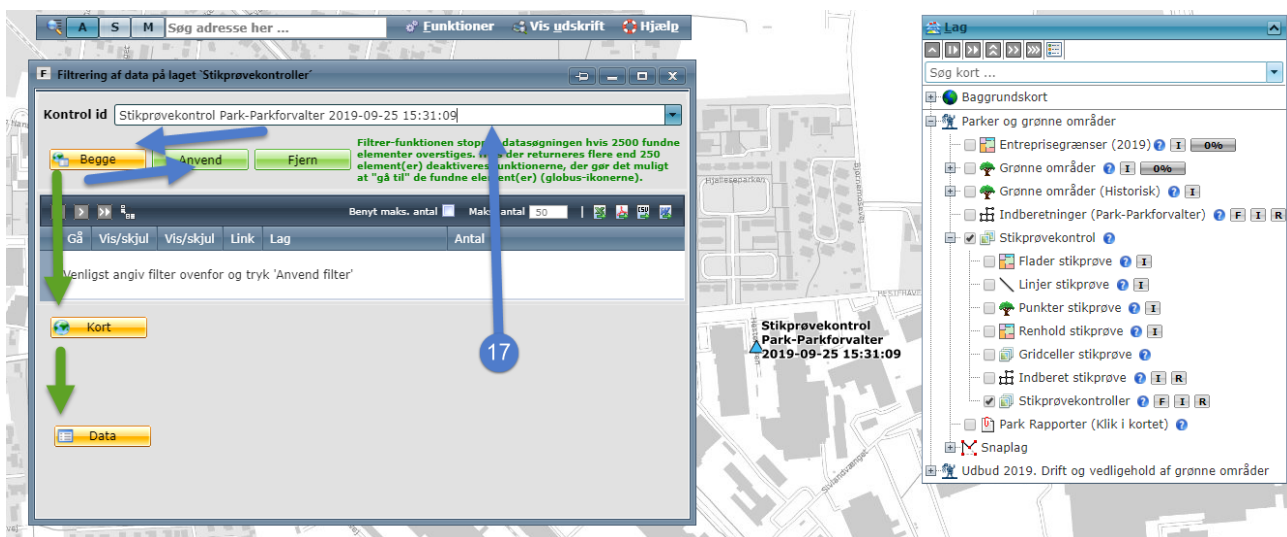 A S M Søg adresse her ... Funktioner Vis udskrift Hjælp
F Filtrering af data på laget `Stikprøvekontroller´
Kontrol id Stikprøvekontrol Park-Parkforvalter 2019-09-25 15:31:09
Begge Anvend Fjern
Filtrer-funktionen stopper datasøgningen hvis 2500 fundne
elementer overstiges. der returneres flere end 250
element(er) deaktiveres funktionerne, der gør det muligt
at "gå til" de fundne element(er) (globus-ikonerne).
Benyt maks. antal Maks. antal 50
Gå Vis/skjul Vis/skjul Link Lag Antal
Venligst angiv filter ovenfor og tryk 'Anvend filter'
Kort
17
Data
Hjalleseparken
Stikprøvekontrol
Park-Parkforvalter
2019-09-25 15:31:09
Lag
Søg kort ...
Baggrundskort
Parker og grønne områder
Entreprisegrænser (2019) ? I 0%
Grønne områder ? I 0%
Grønne områder (Historisk) ? I
Indberetninger (Park-Parkforvalter) ? F I R
Stikprøvekontrol ?
Flader stikprøve ? I
Linjer stikprøve ? I
Punkter stikprøve ? I
Renhold stikprøve ? I
Gridceller stikprøve ?
Indberet stikprøve ? I R
Stikprøvekontroller ? F I R
Park Rapporter (Klik i kortet) ?
Snaplag
Udbud 2019. Drift og vedligehold af grønne områder